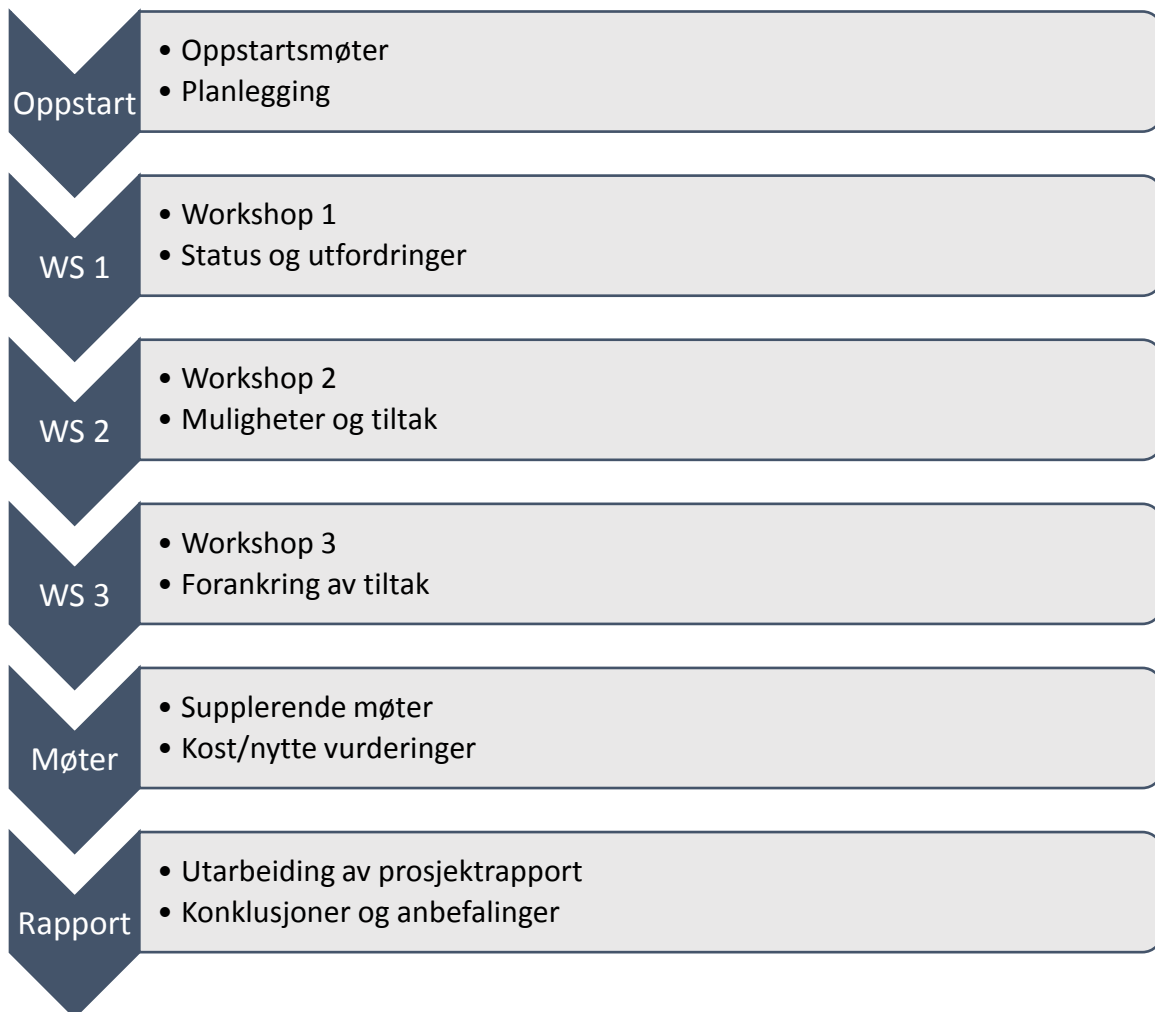 Oppstart
• Oppstartsmøter
• Planlegging
WS 1
• Workshop 1
• Status og utfordringer
WS 2
• Workshop 2
• Muligheter og tiltak
WS 3
• Workshop 3
• Forankring av tiltak
Møter
• Supplerende møter
• Kost/nytte vurderinger
Rapport
• Utarbeiding av prosjektrapport
• Konklusjoner og anbefalinger